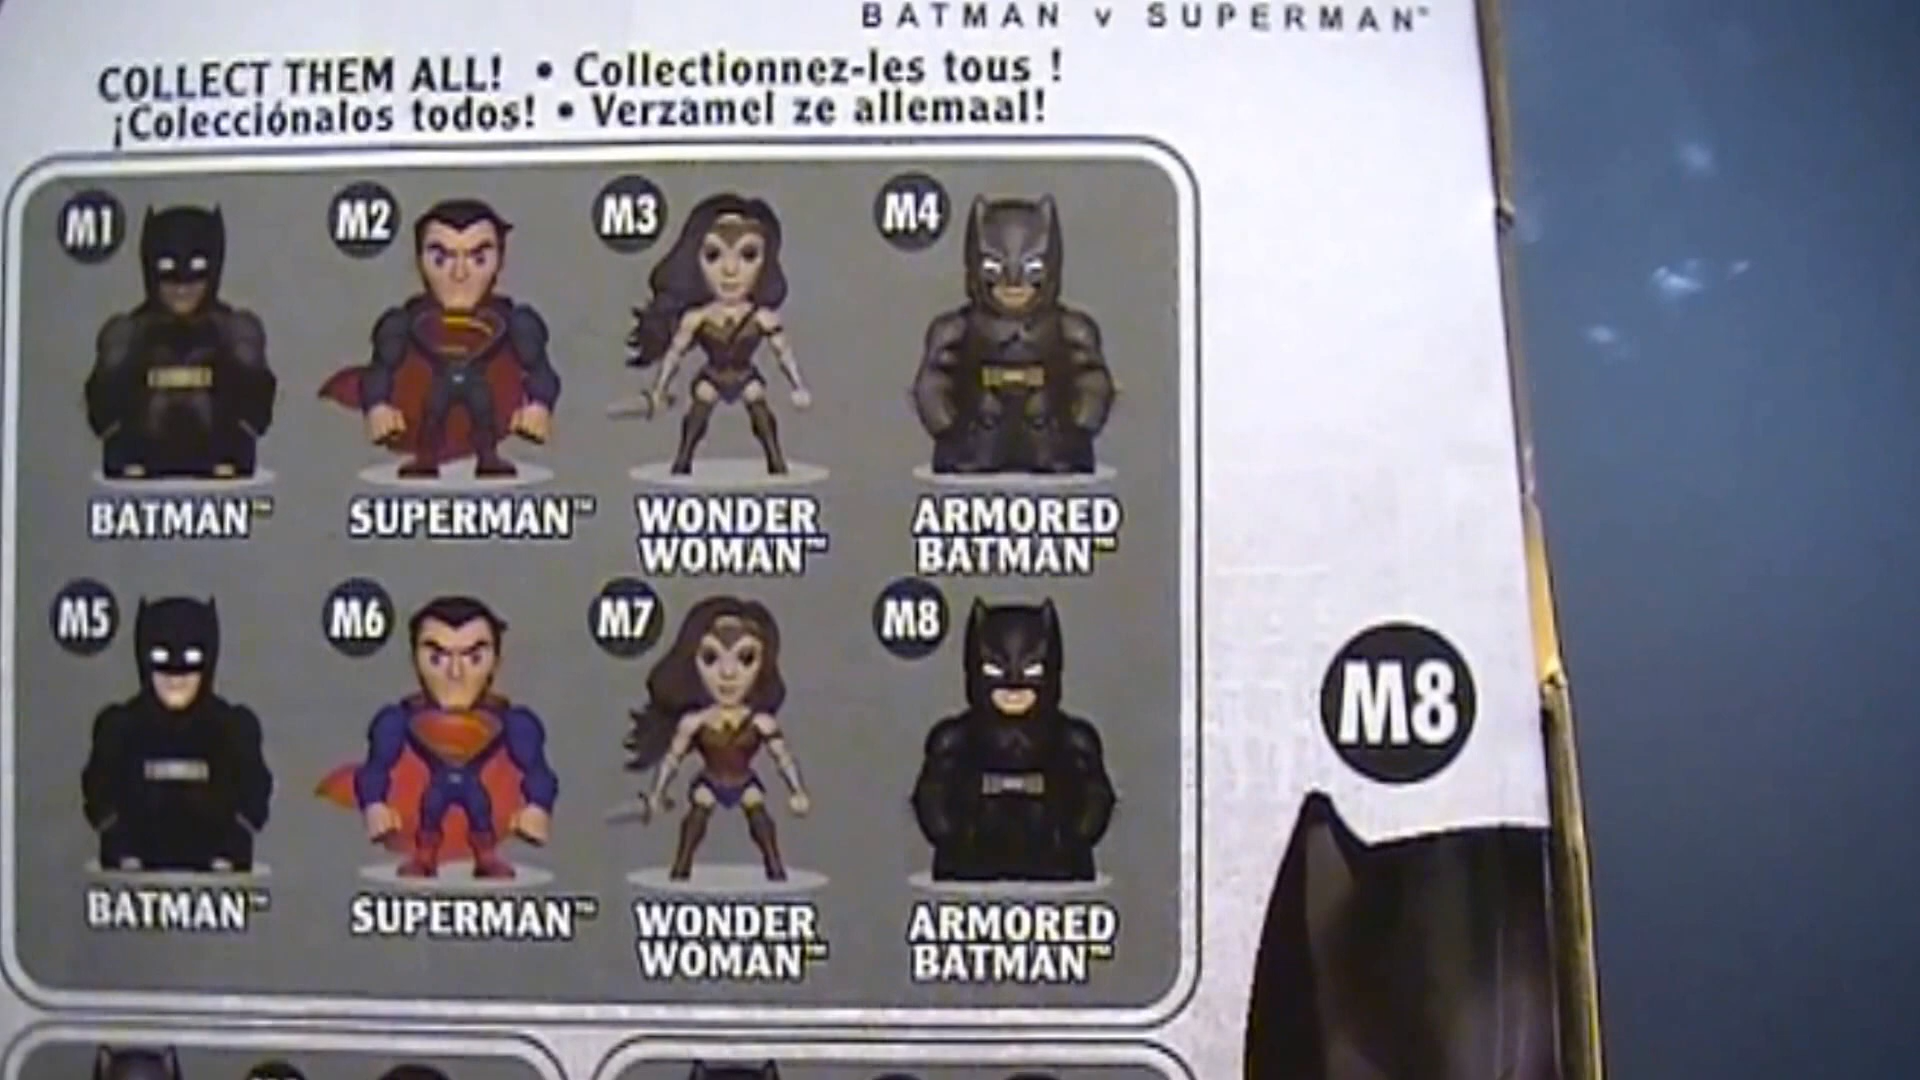 BATMAN v SUPERMAN™
COLLECT THEM ALL! • Collectionnez-les tous !
¡Colecciónalos todos! • Verzamel ze allemaal!
M1 M2 M3 M4
BATMAN™ SUPERMAN™ WONDER WOMAN™ ARMORED BATMAN™
M5 M6 M7 M8
BATMAN™ SUPERMAN™ WONDER WOMAN™ ARMORED BATMAN™
M8